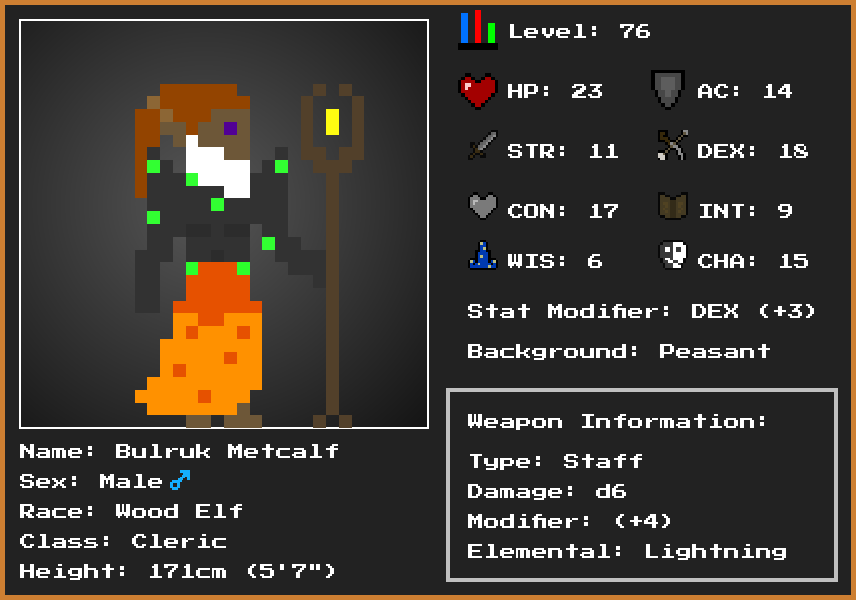 Level: 76
HP: 23 AC: 14
STR: 11 DEX: 18
CON: 17 INT: 9
WIS: 6 CHA: 15
Stat Modifier: DEX (+3)
Background: Peasant
Weapon Information:
Type: Staff
Damage: d6
Modifier: (+4)
Elemental: Lightning
Name: Bulruk Metcalf
Sex: Male ♂
Race: Wood Elf
Class: Cleric
Height: 171cm (5'7")